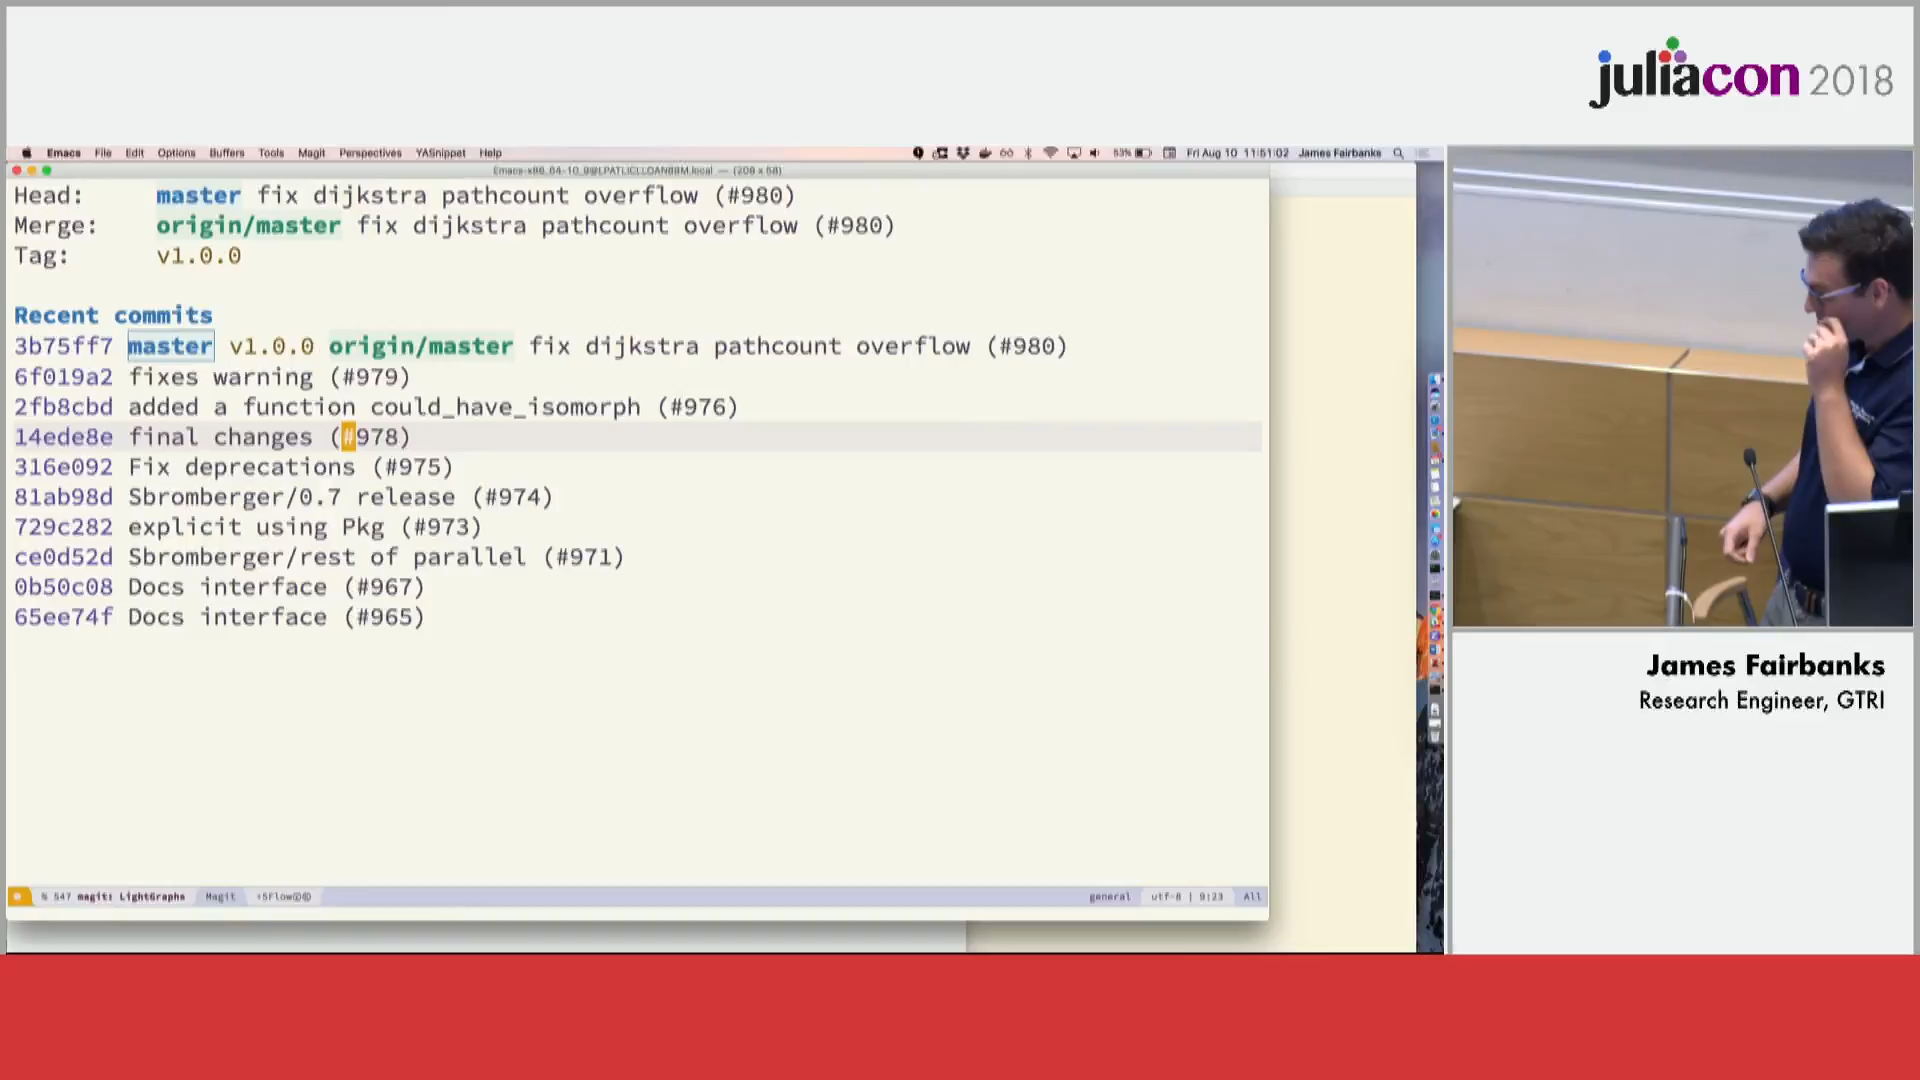 juliacon 2018
Emacs File Edit Options Buffers Tools Magit Perspectives YASnippet Help
53% Fri Aug 10 11:51:02 James Fairbanks
Head: master fix dijkstra pathcount overflow (#980)
Merge: origin/master fix dijkstra pathcount overflow (#980)
Tag: v1.0.0
Recent commits
3b75ff7 master v1.0.0 origin/master fix dijkstra pathcount overflow (#980)
6f019a2 fixes warning (#979)
2fb8cbd added a function could_have_isomorph (#976)
14ede8e final changes (#978)
316e092 Fix deprecations (#975)
81ab98d Sbromberger/0.7 release (#974)
729c282 explicit using Pkg (#973)
ce0d52d Sbromberger/rest of parallel (#971)
0b50c08 Docs interface (#967)
65ee74f Docs interface (#965)
547 magit: LightGraphs Magit
general utf-8 | 9:23 All
James Fairbanks
Research Engineer, GTRI